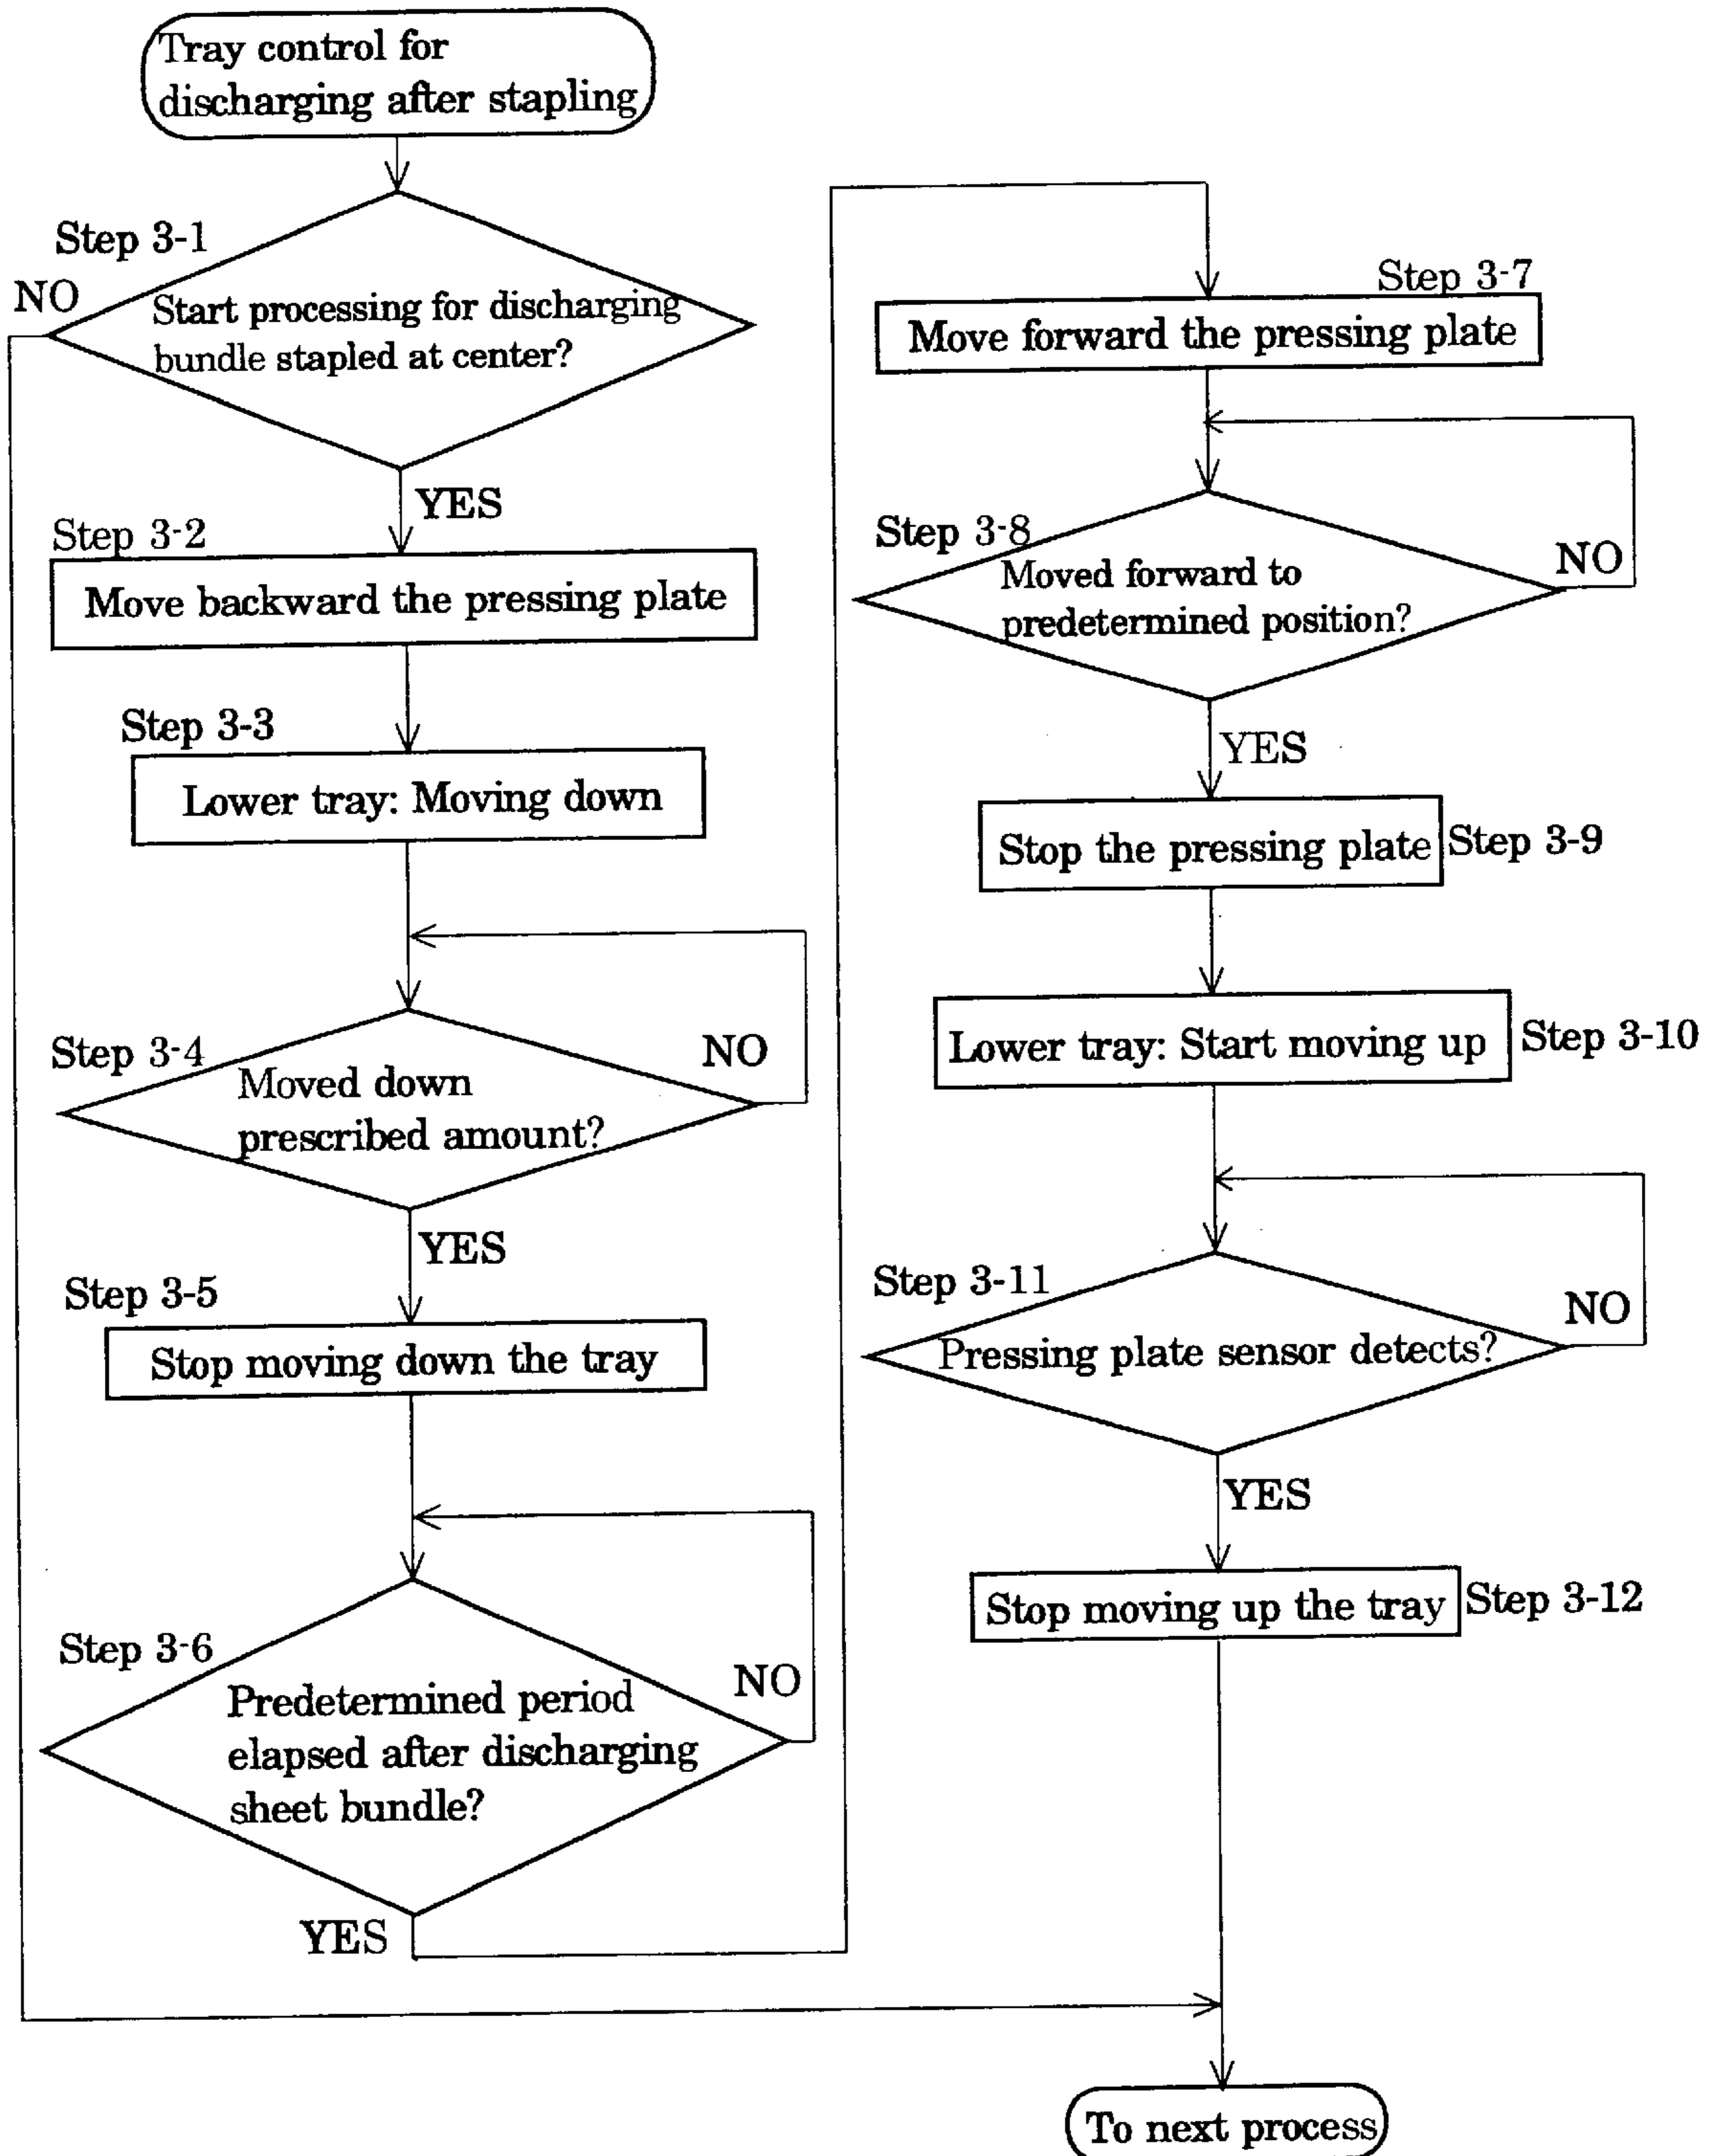 Tray control for
discharging after stapling
Step 3-1
NO
Start processing for discharging
bundle stapled at center?
YES
Step 3-2
Move backward the pressing plate
Step 3-3
Lower tray: Moving down
Step 3-4
NO
Moved down
prescribed amount?
YES
Step 3-5
Stop moving down the tray
Step 3-6
NO
Predetermined period
elapsed after discharging
sheet bundle?
YES
Step 3-7
Move forward the pressing plate
Step 3-8
NO
Moved forward to
predetermined position?
YES
Stop the pressing plate
Step 3-9
Lower tray: Start moving up
Step 3-10
Step 3-11
NO
Pressing plate sensor detects?
YES
Stop moving up the tray
Step 3-12
To next process